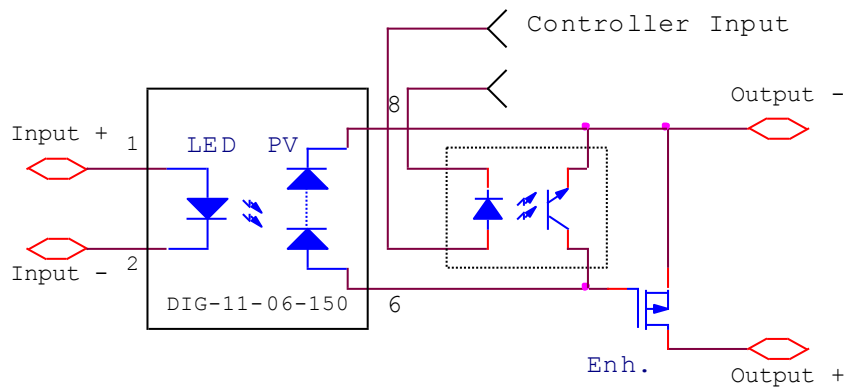 Controller Input
8
Output -
Input +
1
LED
PV
Input -
2
DIG-11-06-150
6
Enh.
Output +